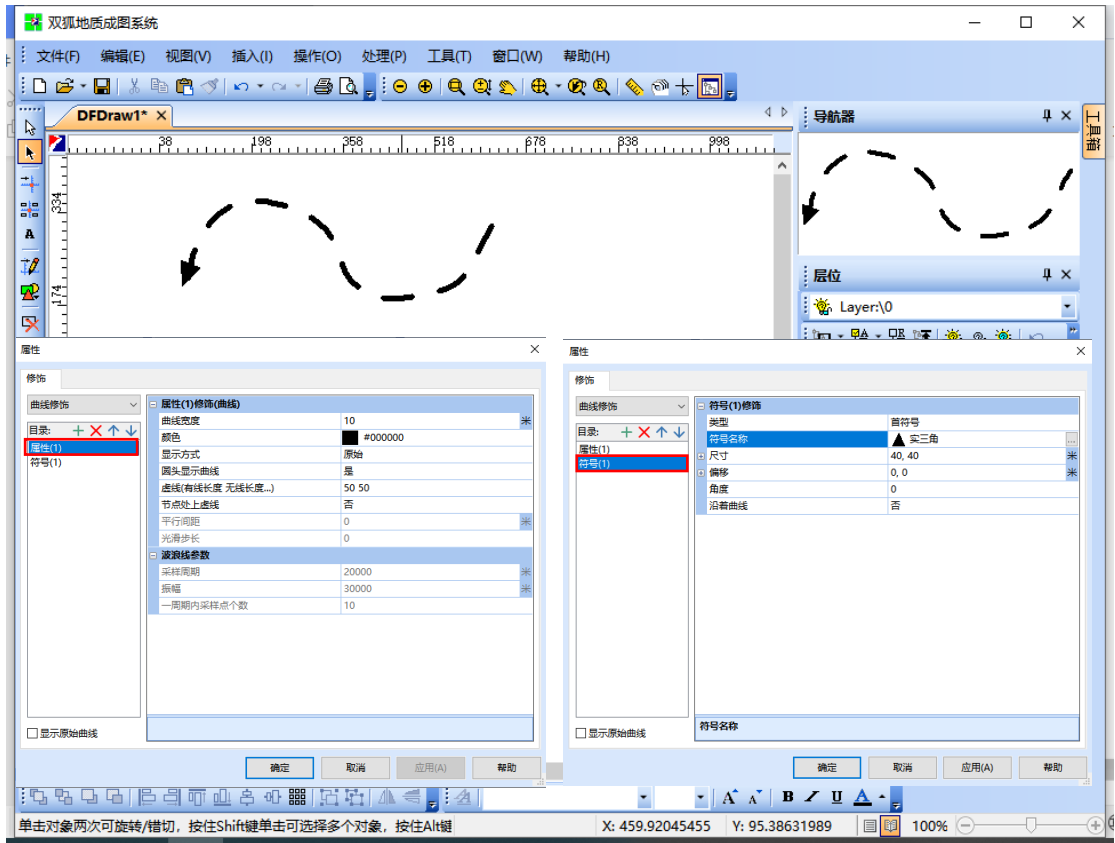 双狐地质成图系统
文件(F) 编辑(E) 视图(V) 插入(I) 操作(O) 处理(P) 工具(T) 窗口(W) 帮助(H)
DFDraw1*
导航器
工具箱
38 198 358 518 678 838 998
334
174
层位
Layer:\0
属性
修饰
曲线修饰
目录:
属性(1)
符号(1)
属性(1)修饰(曲线)
曲线宽度 10
颜色 #000000
显示方式 原始
圆头显示曲线 是
虚线(有线长度 无线长度...) 50 50
节点处上虚线 否
平行间距 0
光滑步长 0
波浪线参数
采样周期 20000
振幅 30000
一周期内采样点个数 10
显示原始曲线
确定 取消 应用(A) 帮助
属性
修饰
曲线修饰
目录:
属性(1)
符号(1)
符号(1)修饰
类型 首符号
符号名称 实三角 ...
尺寸 40, 40
偏移 0, 0
角度 0
沿着曲线 否
符号名称
显示原始曲线
确定 取消 应用(A) 帮助
A A B U A
单击对象两次可旋转/错切，按住Shift键单击可选择多个对象，按住Alt键
X: 459.92045455 Y: 95.38631989 100%